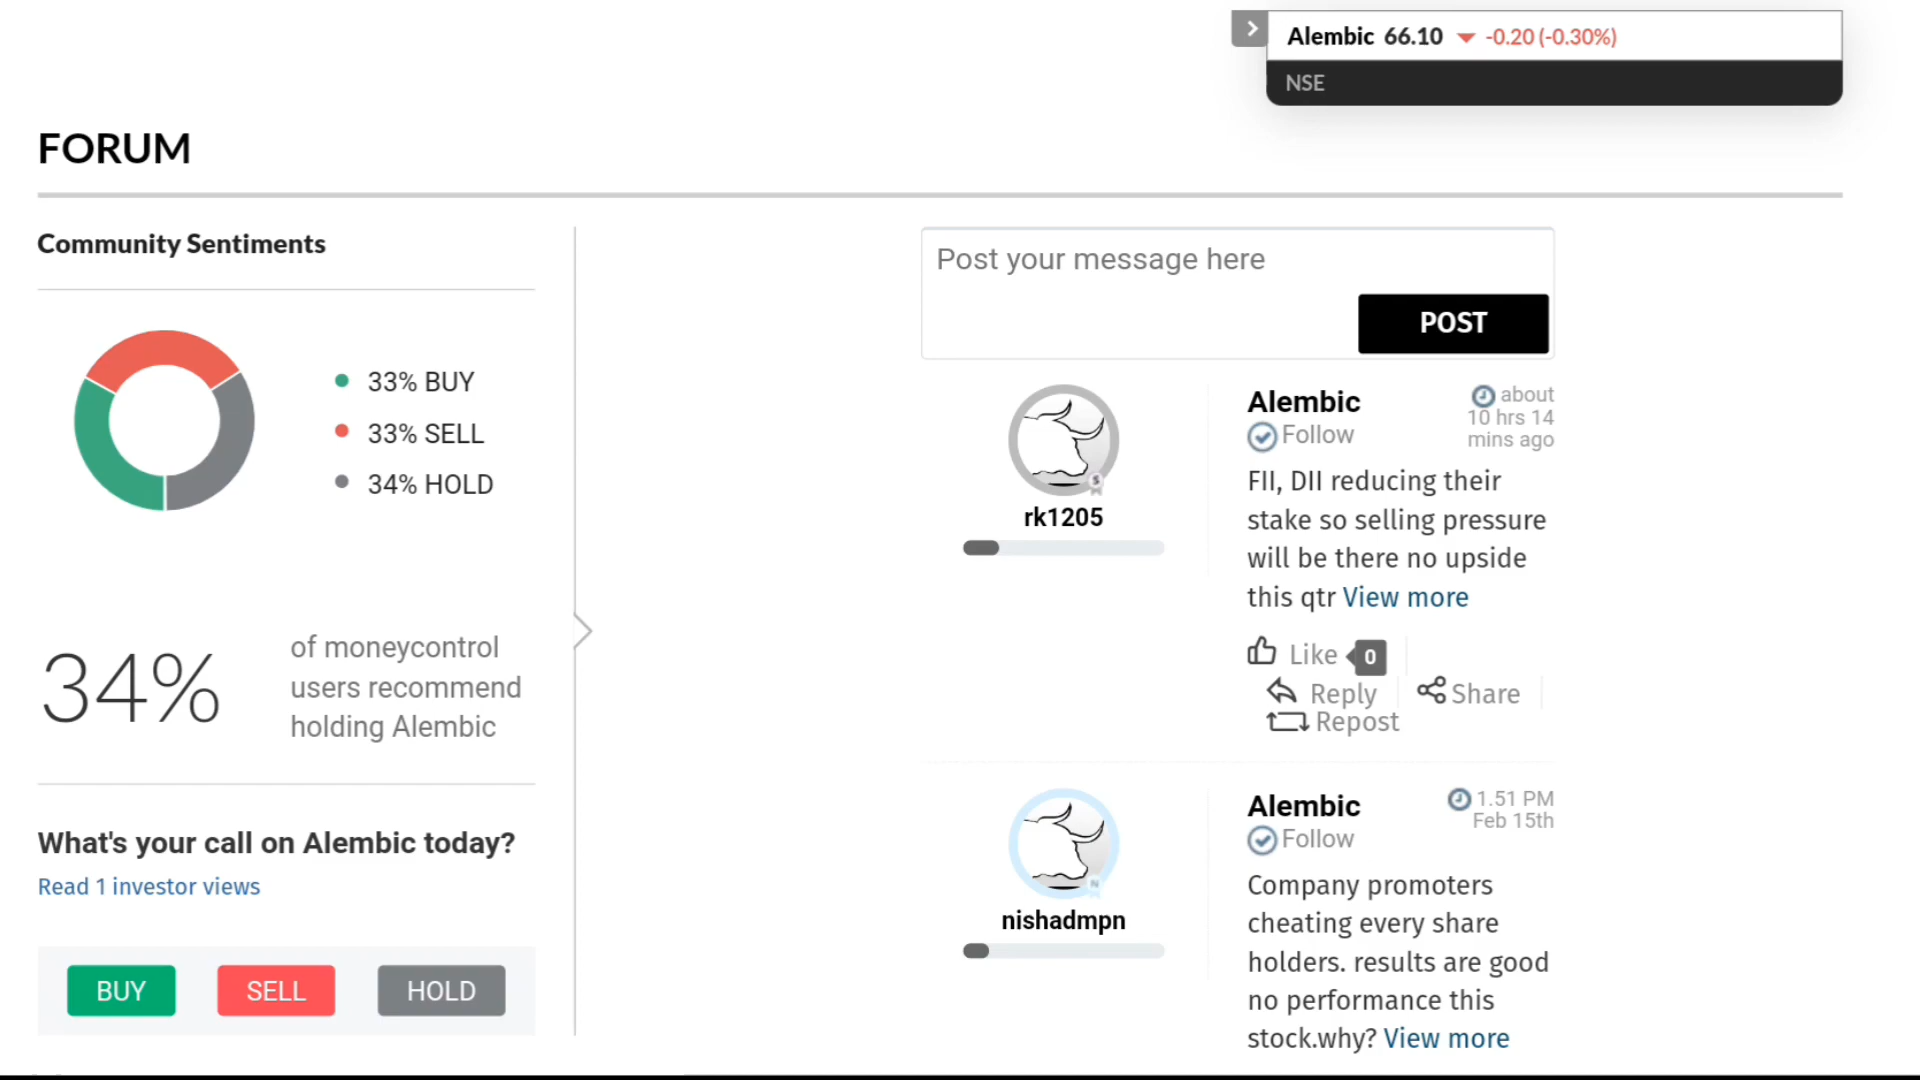 Alembic 66.10 -0.20 (-0.30%)
NSE
FORUM
Community Sentiments
33% BUY
33% SELL
34% HOLD
34%
of moneycontrol
users recommend
holding Alembic
What's your call on Alembic today?
Read 1 investor views
BUY SELL HOLD
Post your message here
POST
rk1205
Alembic
Follow
about
10 hrs 14
mins ago
FII, DII reducing their
stake so selling pressure
will be there no upside
this qtr View more
Like 0
Reply Share
Repost
nishadmpn
Alembic
Follow
1.51 PM
Feb 15th
Company promoters
cheating every share
holders. results are good
no performance this
stock.why? View more